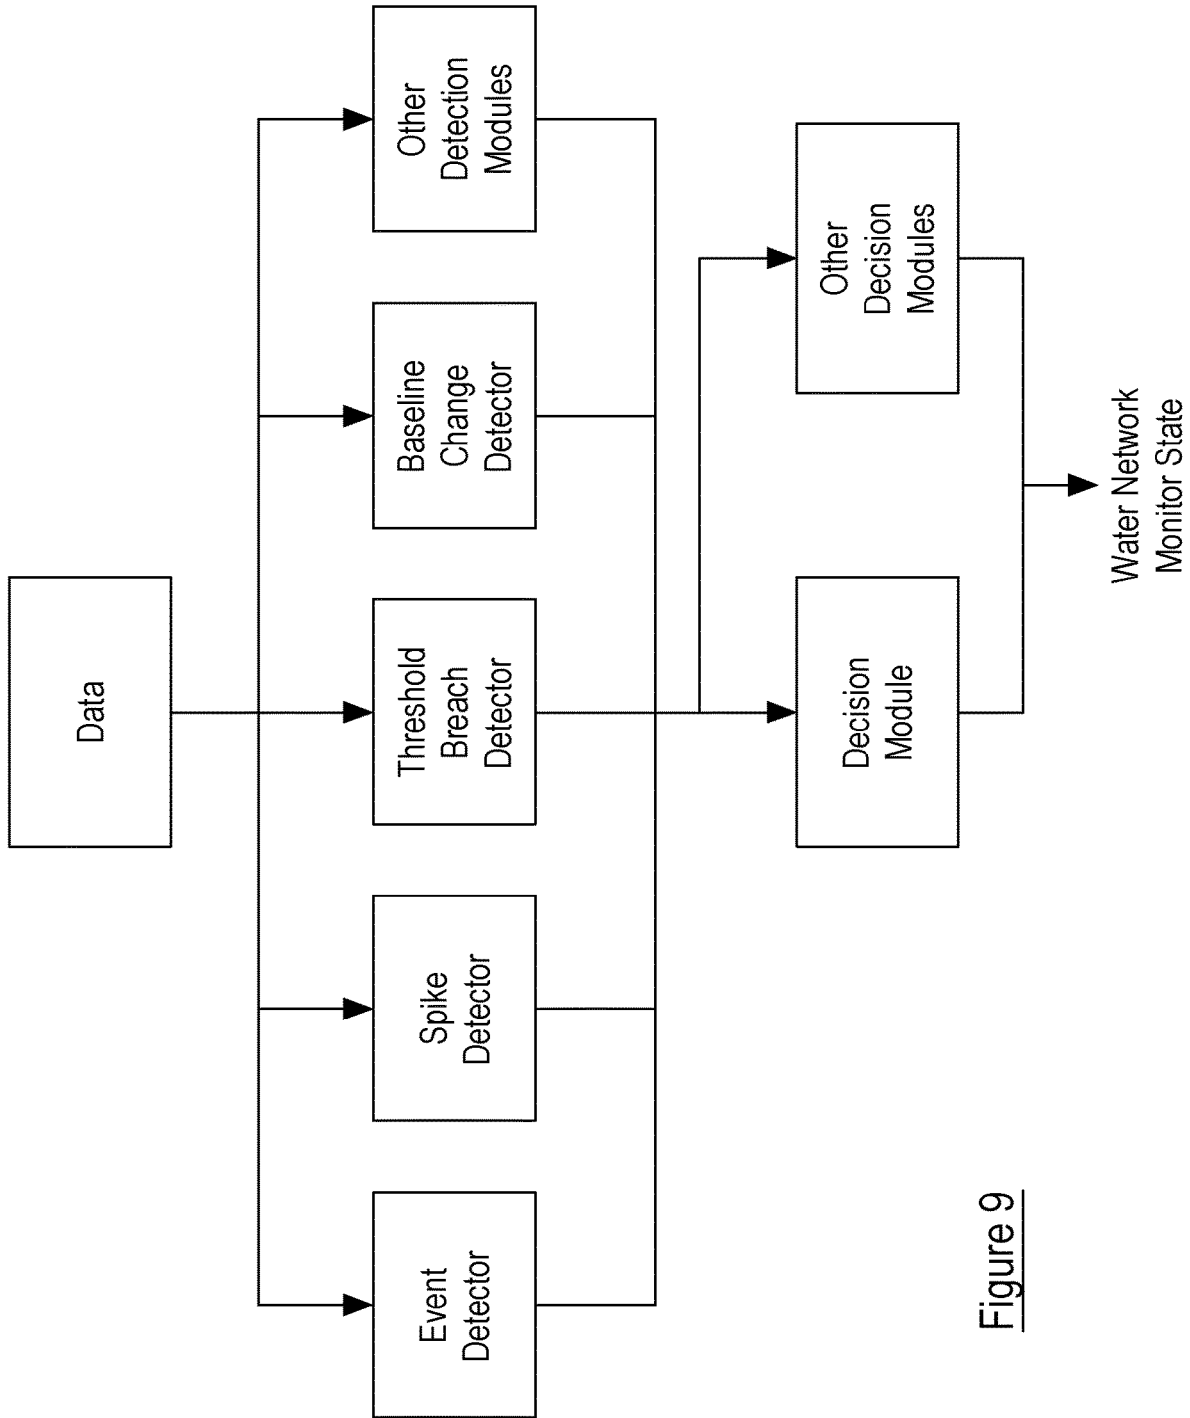 Data
Event
Detector
Spike
Detector
Threshold
Breach
Detector
Baseline
Change
Detector
Other
Detection
Modules
Decision
Module
Other
Decision
Modules
Water Network
Monitor State
Figure 9